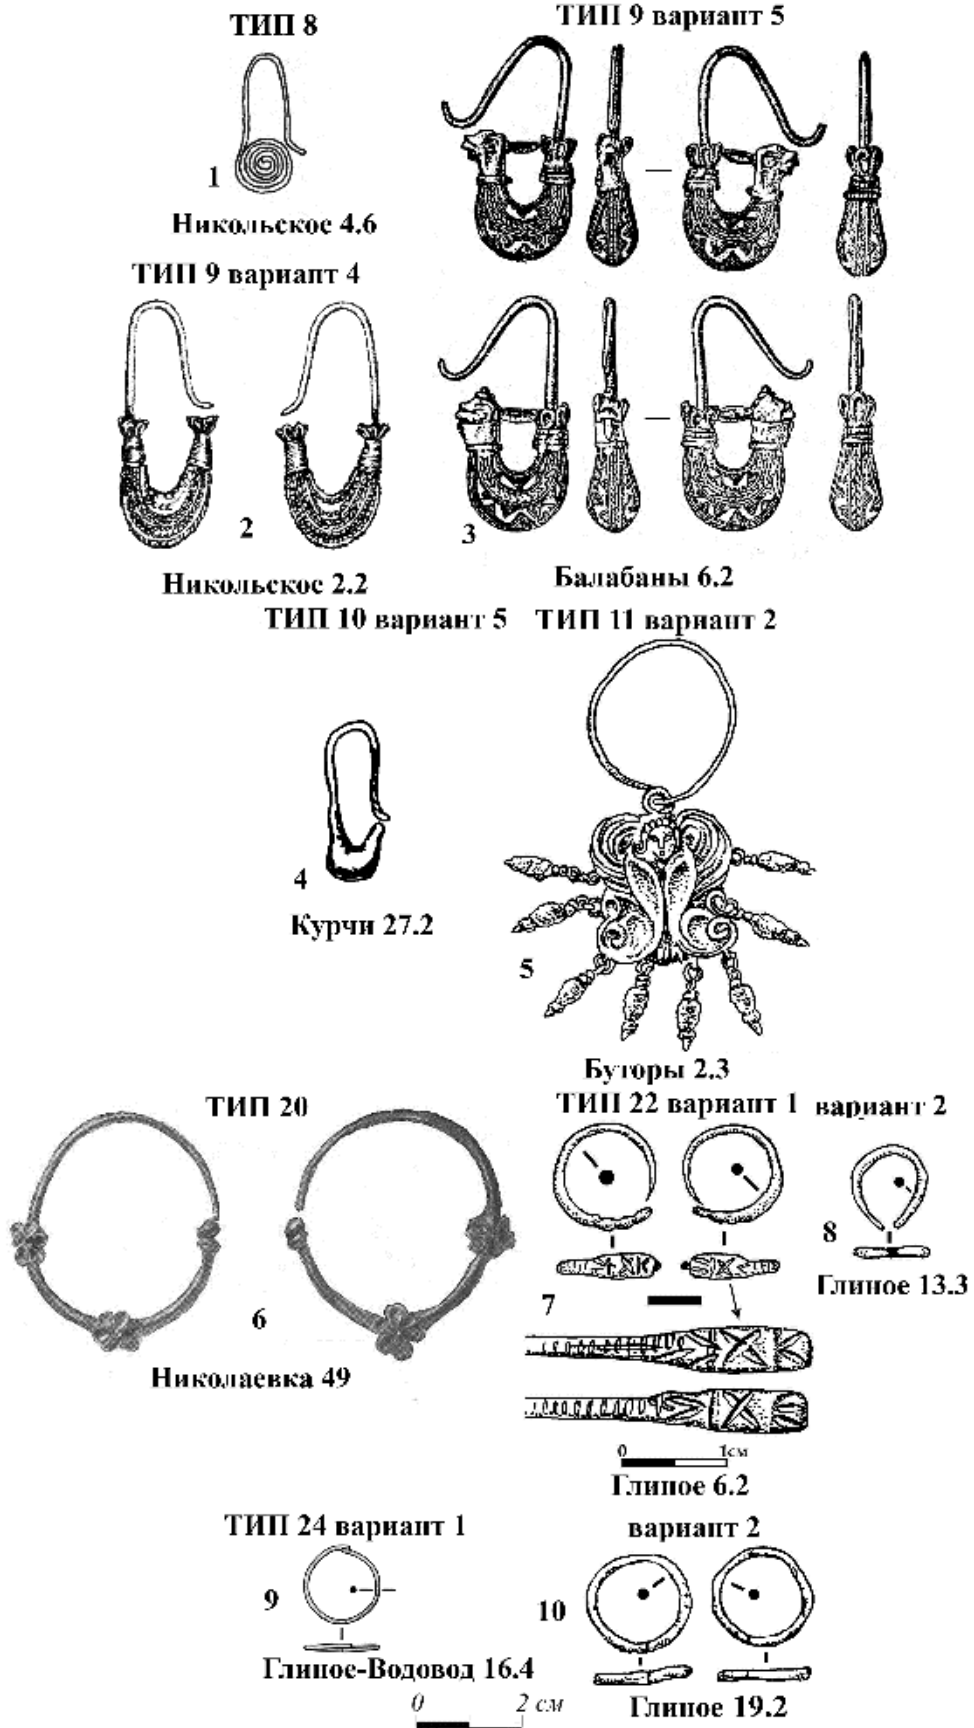 ТИП 8
ТИП 9 вариант 5
1
Никольское 4.6
ТИП 9 вариант 4
2
3
Никольское 2.2
Балабаны 6.2
ТИП 10 вариант 5
ТИП 11 вариант 2
4
Курчи 27.2
5
Буторы 2.3
ТИП 20
ТИП 22 вариант 1
вариант 2
6
7
8
Глиное 13.3
Николаевка 49
0 1см
Глиное 6.2
ТИП 24 вариант 1
вариант 2
9
10
Глиное-Водовод 16.4
Глиное 19.2
0 2 см